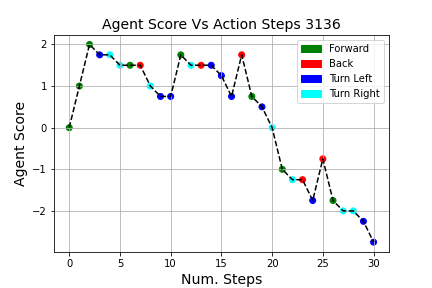 Agent Score Vs Action Steps 3136
Agent Score
2
1
0
−1
−2
Forward
Back
Turn Left
Turn Right
0 5 10 15 20 25 30
Num. Steps